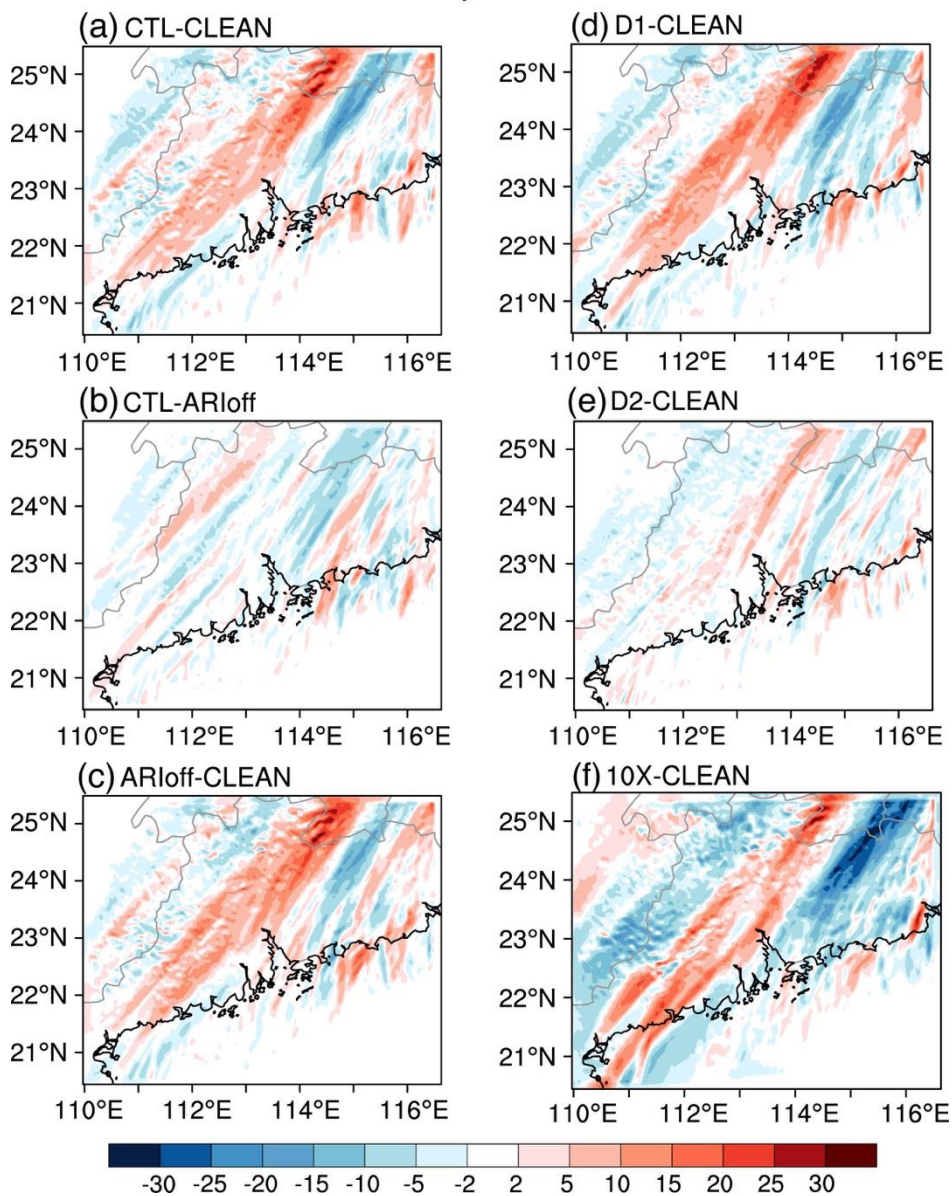 (a) CTL-CLEAN
25°N
24°N
23°N
22°N
21°N
110°E 112°E 114°E 116°E
(d) D1-CLEAN
25°N
24°N
23°N
22°N
21°N
110°E 112°E 114°E 116°E
(b) CTL-ARIoff
25°N
24°N
23°N
22°N
21°N
110°E 112°E 114°E 116°E
(e) D2-CLEAN
25°N
24°N
23°N
22°N
21°N
110°E 112°E 114°E 116°E
(c) ARIoff-CLEAN
25°N
24°N
23°N
22°N
21°N
110°E 112°E 114°E 116°E
(f) 10X-CLEAN
25°N
24°N
23°N
22°N
21°N
110°E 112°E 114°E 116°E
-30 -25 -20 -15 -10 -5 -2 2 5 10 15 20 25 30